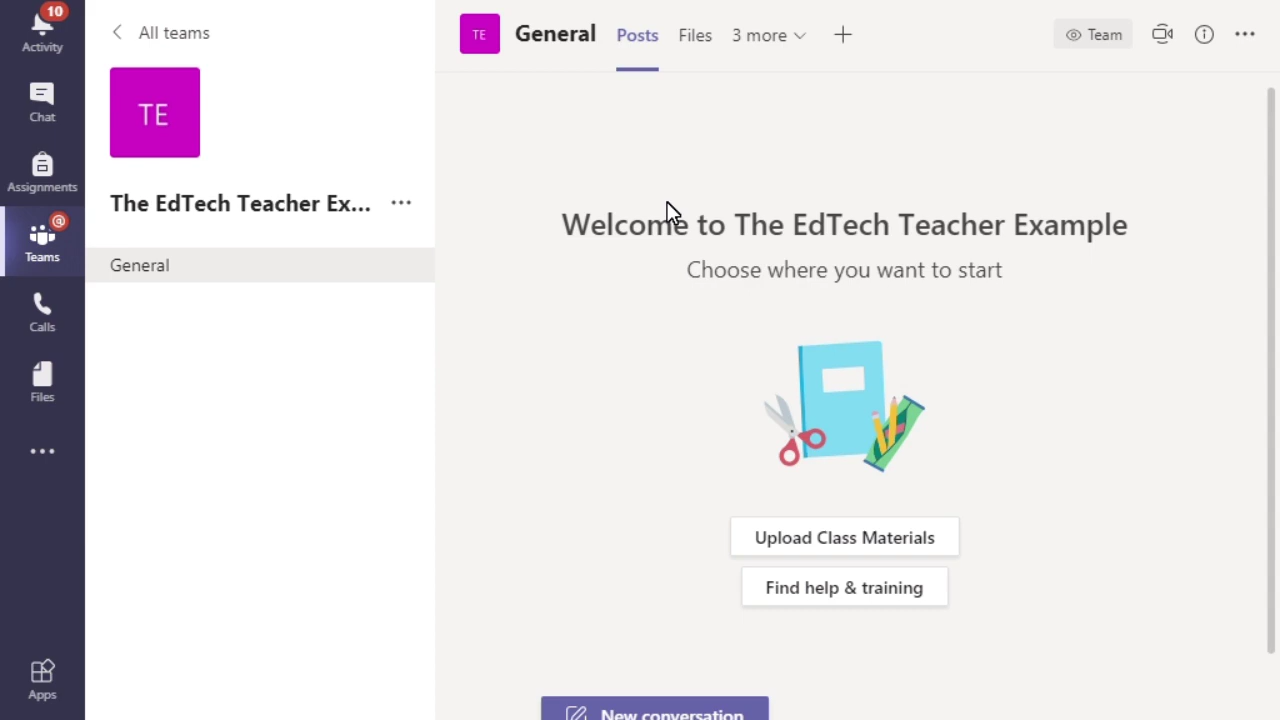 10
Activity
Chat
Assignments
@
Teams
Calls
Files
Apps
All teams
TE
The EdTech Teacher Ex...
General
TE
General
Posts
Files
3 more
Team
Welcome to The EdTech Teacher Example
Choose where you want to start
Upload Class Materials
Find help & training
New conversation